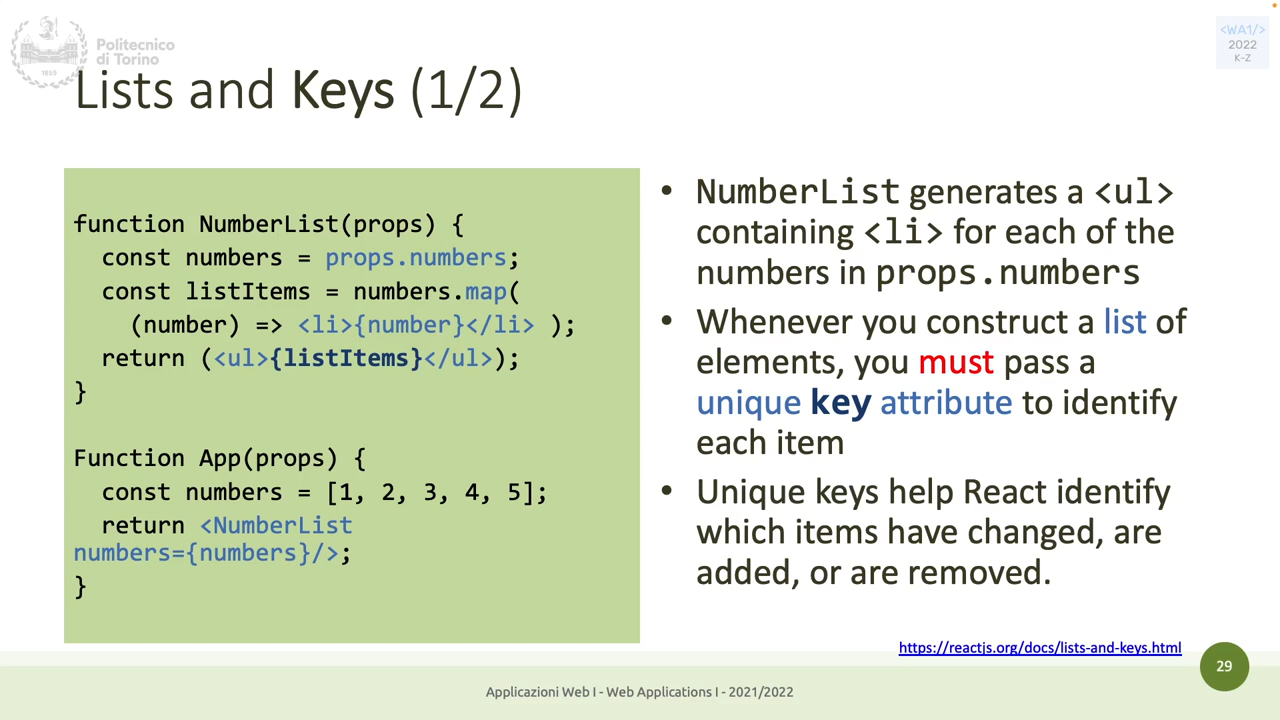 Politecnico
di Torino
1859
<WA1/>
2022
K-Z
Lists and Keys (1/2)
function NumberList(props) {
const numbers = props.numbers;
const listItems = numbers.map(
(number) => <li>{number}</li> );
return (<ul>{listItems}</ul>);
}
Function App(props) {
const numbers = [1, 2, 3, 4, 5];
return <NumberList
numbers={numbers}/>;
}
• NumberList generates a <ul>
containing <li> for each of the
numbers in props.numbers
• Whenever you construct a list of
elements, you must pass a
unique key attribute to identify
each item
• Unique keys help React identify
which items have changed, are
added, or are removed.
https://reactjs.org/docs/lists-and-keys.html
29
Applicazioni Web I - Web Applications I - 2021/2022